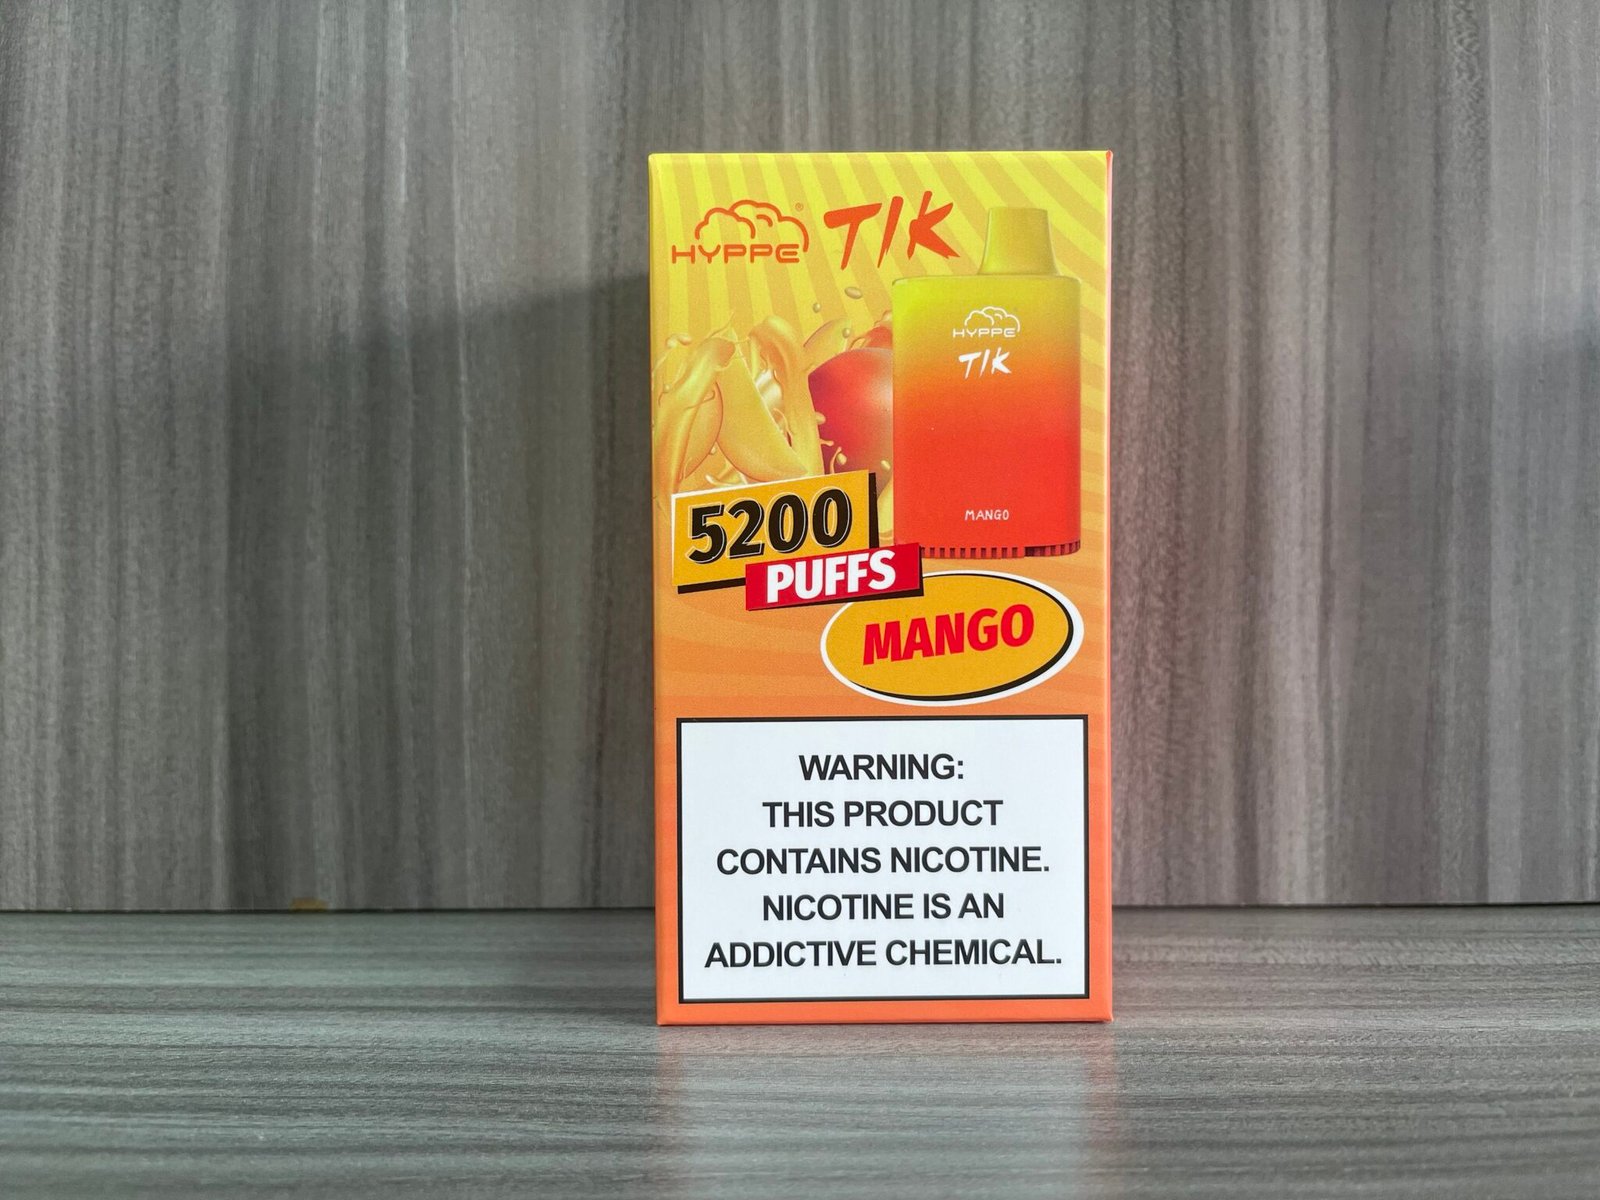 HYPPE® TIK
HYPPE
TIK
MANGO
5200
PUFFS
MANGO
WARNING:
THIS PRODUCT
CONTAINS NICOTINE.
NICOTINE IS AN
ADDICTIVE CHEMICAL.